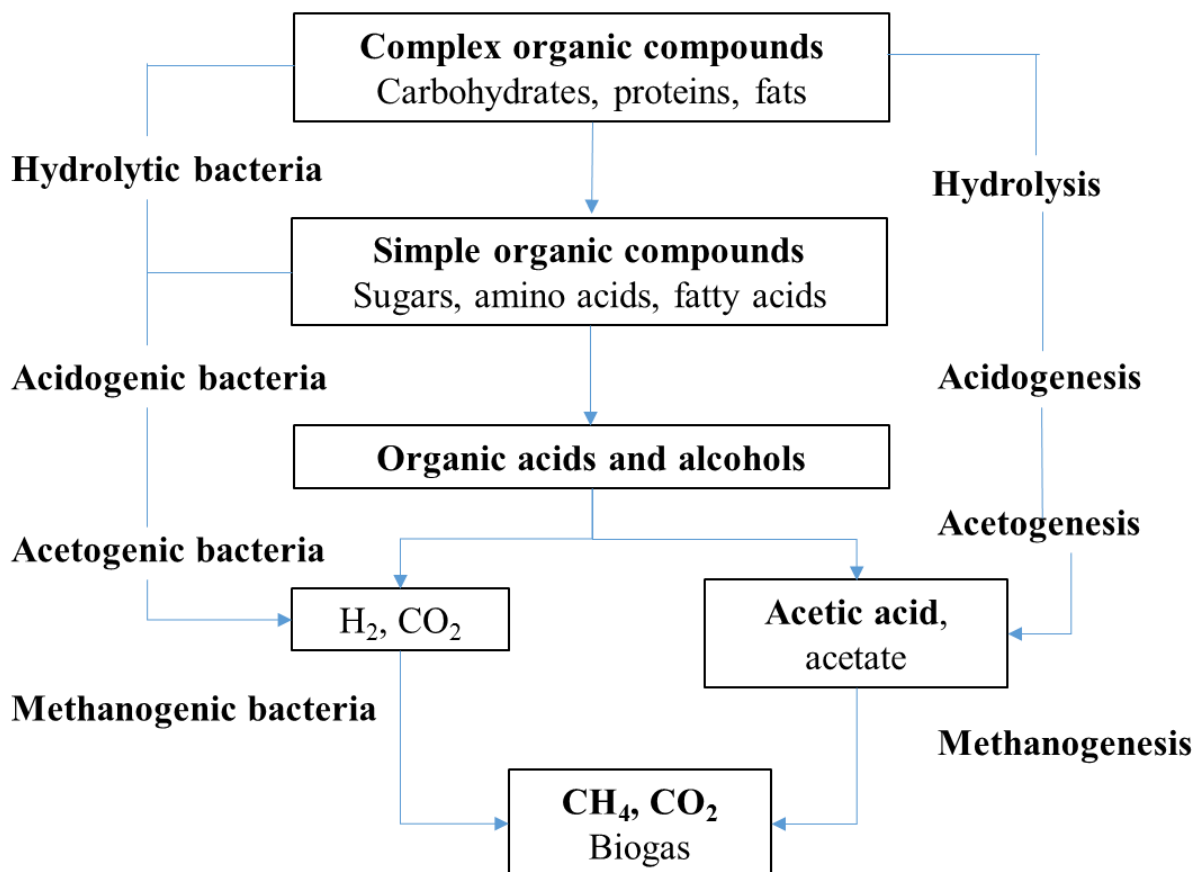 Complex organic compounds
Carbohydrates, proteins, fats
Hydrolytic bacteria
Hydrolysis
Simple organic compounds
Sugars, amino acids, fatty acids
Acidogenic bacteria
Acidogenesis
Organic acids and alcohols
Acetogenic bacteria
Acetogenesis
H₂, CO₂
Acetic acid,
acetate
Methanogenic bacteria
Methanogenesis
CH₄, CO₂
Biogas